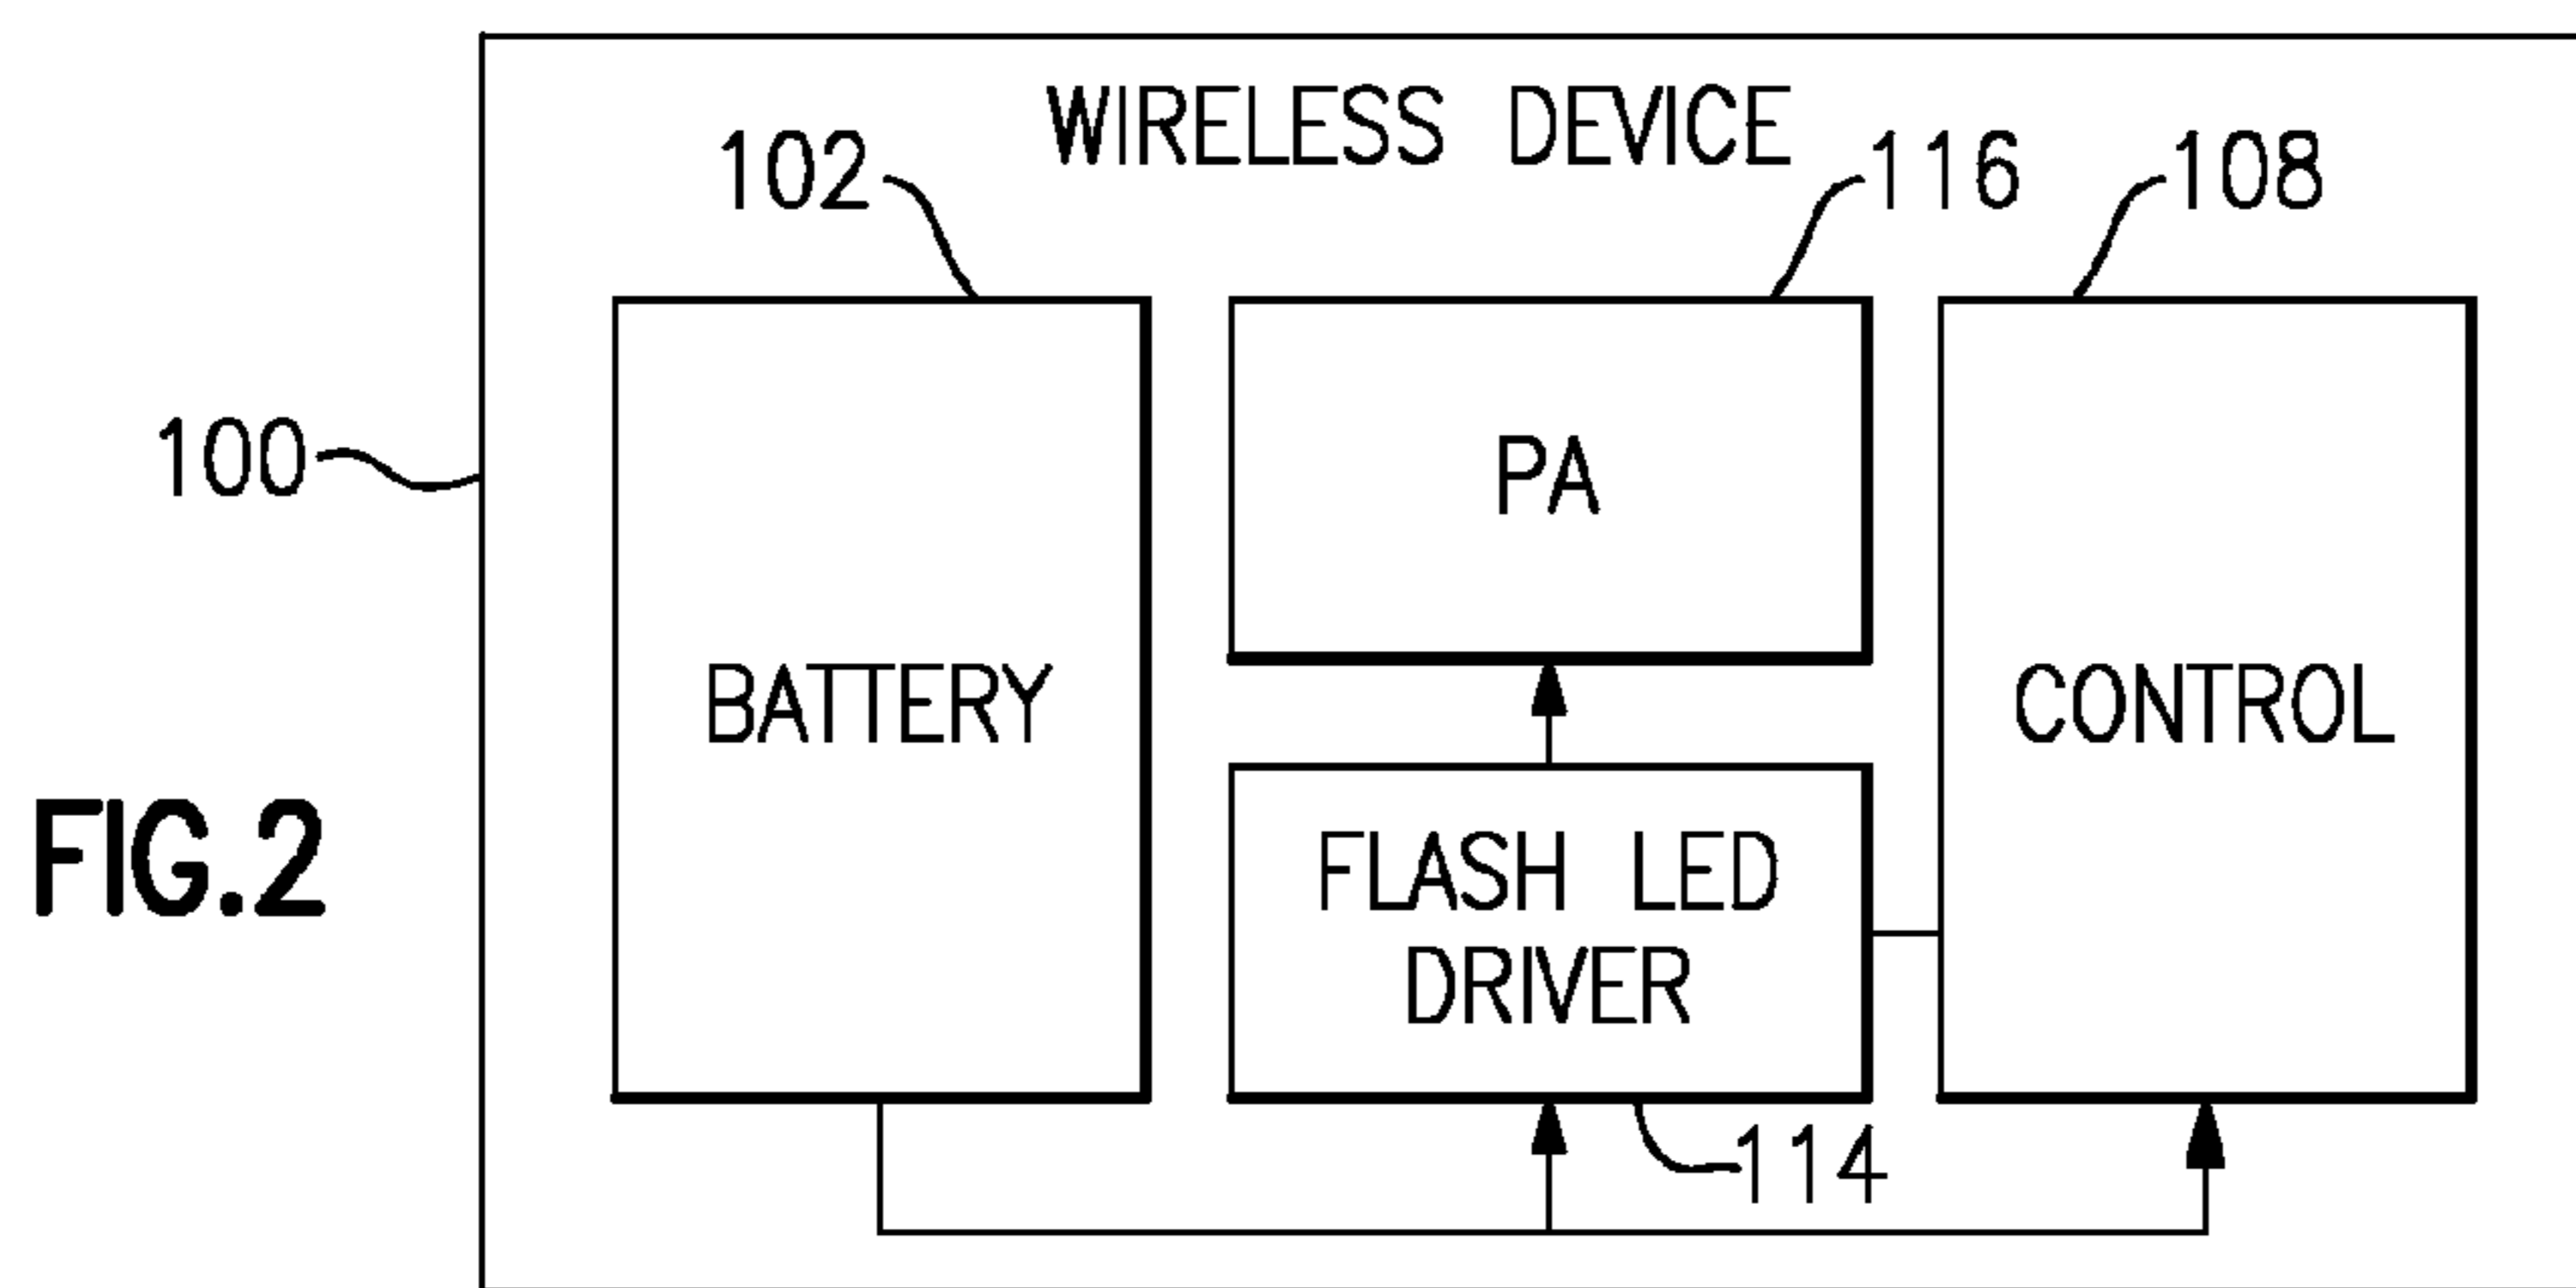 WIRELESS DEVICE
102
116
108
100
PA
BATTERY
CONTROL
FIG.2
FLASH LED
DRIVER
114